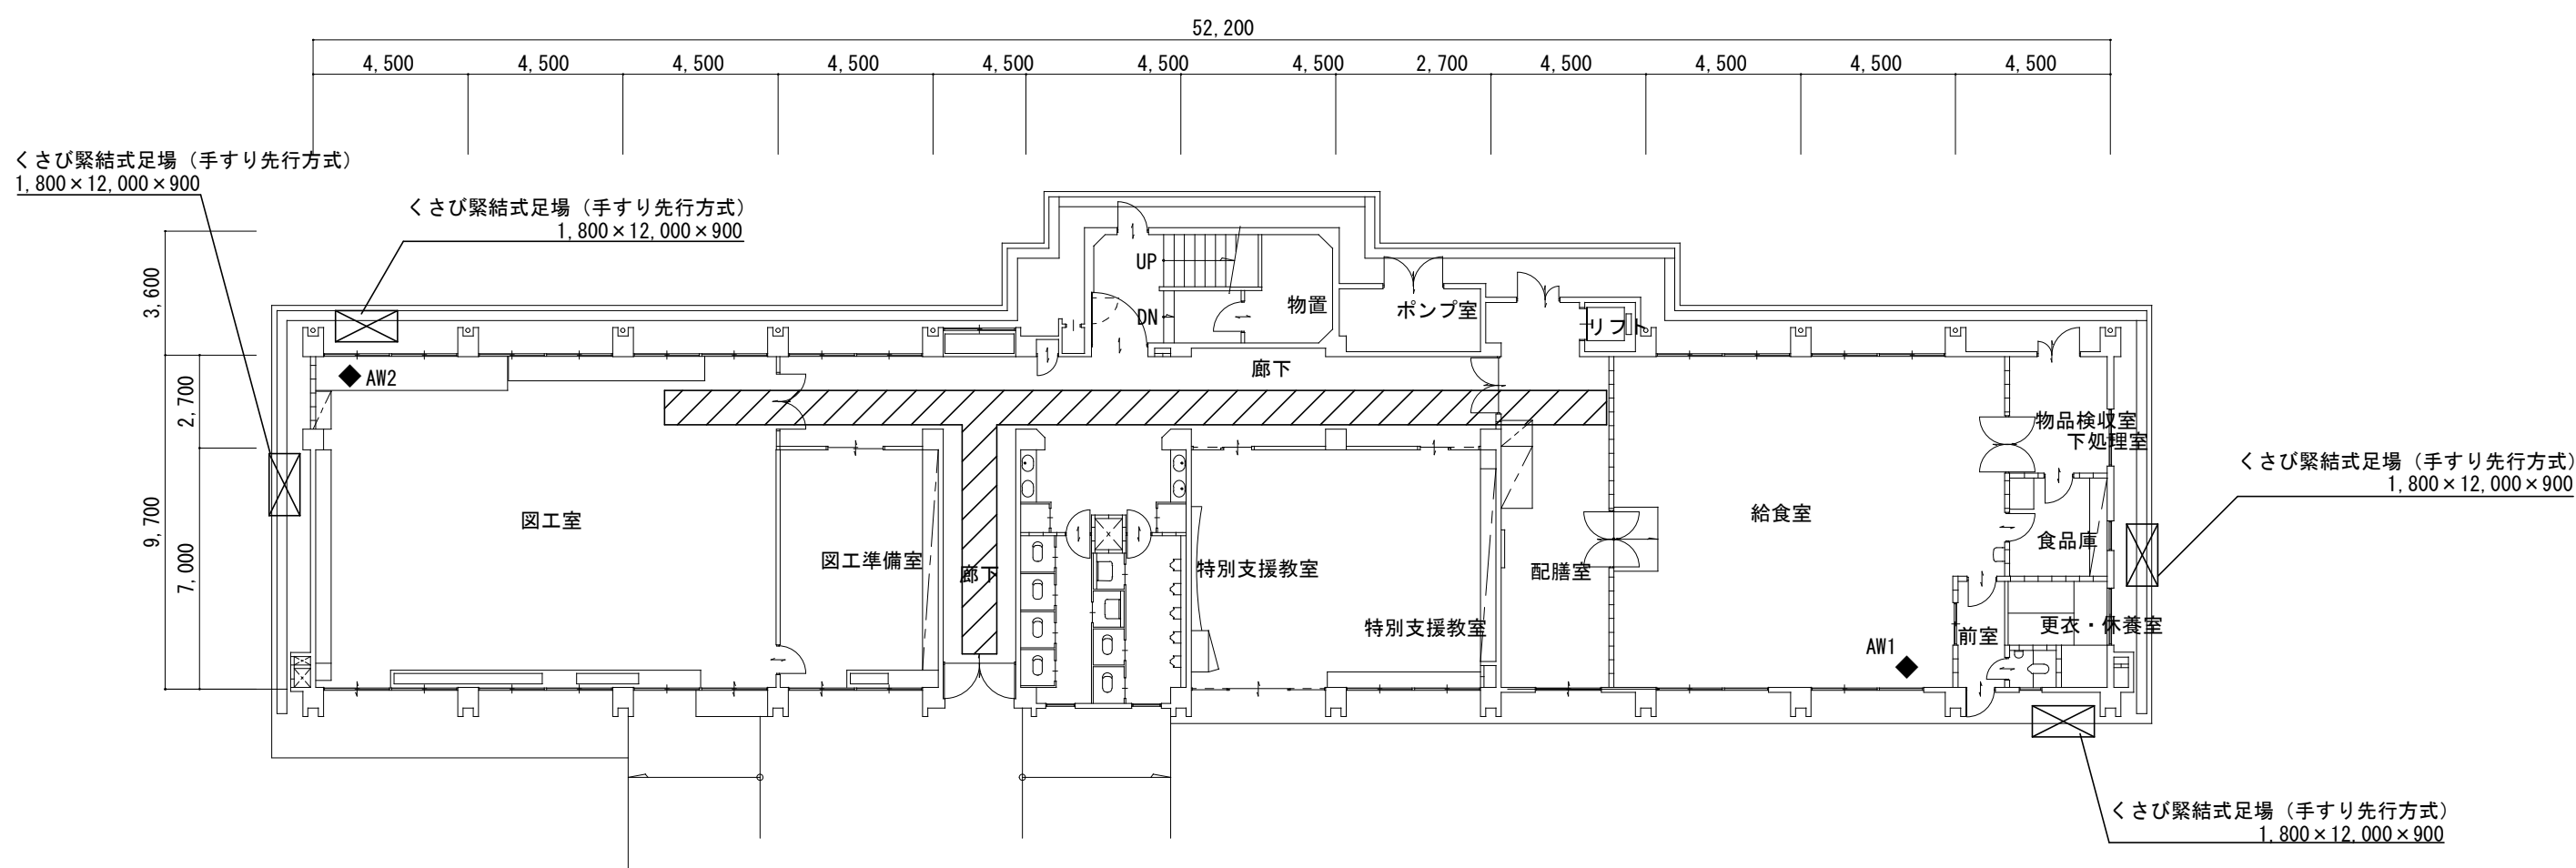 52,200
4,500
4,500
4,500
4,500
4,500
4,500
4,500
2,700
4,500
4,500
4,500
4,500
くさび緊結式足場（手すり先行方式）
1,800×12,000×900
くさび緊結式足場（手すり先行方式）
1,800×12,000×900
3,600
2,700
9,700
7,000
UP
DN
物置
ポンプ室
リフト
廊下
AW2
物品検収室
下処理室
くさび緊結式足場（手すり先行方式）
1,800×12,000×900
図工室
給食室
食品庫
図工準備室
廊下
特別支援教室
配膳室
特別支援教室
前室
更衣・休養室
AW1
くさび緊結式足場（手すり先行方式）
1,800×12,000×900